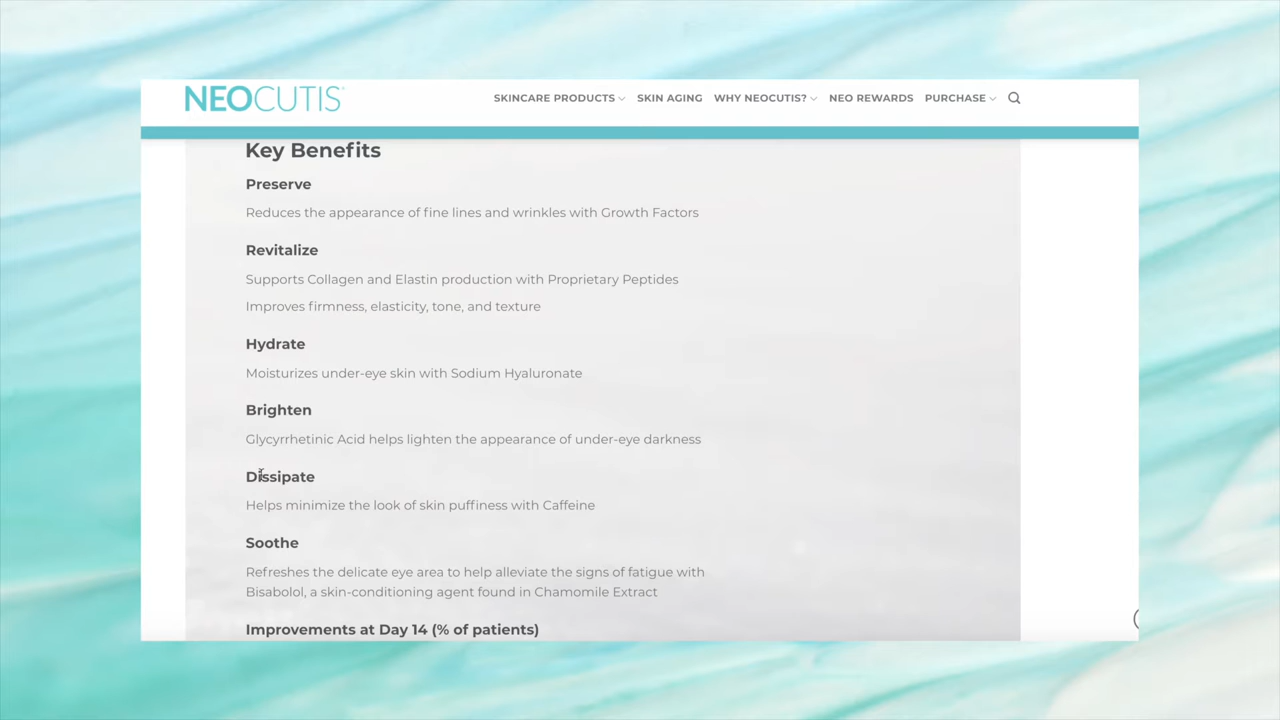 NEOCUTIS
SKINCARE PRODUCTS SKIN AGING WHY NEOCUTIS? NEO REWARDS PURCHASE
Key Benefits
Preserve
Reduces the appearance of fine lines and wrinkles with Growth Factors
Revitalize
Supports Collagen and Elastin production with Proprietary Peptides
Improves firmness, elasticity, tone, and texture
Hydrate
Moisturizes under-eye skin with Sodium Hyaluronate
Brighten
Glycyrrhetinic Acid helps lighten the appearance of under-eye darkness
Dissipate
Helps minimize the look of skin puffiness with Caffeine
Soothe
Refreshes the delicate eye area to help alleviate the signs of fatigue with
Bisabolol, a skin-conditioning agent found in Chamomile Extract
Improvements at Day 14 (% of patients)